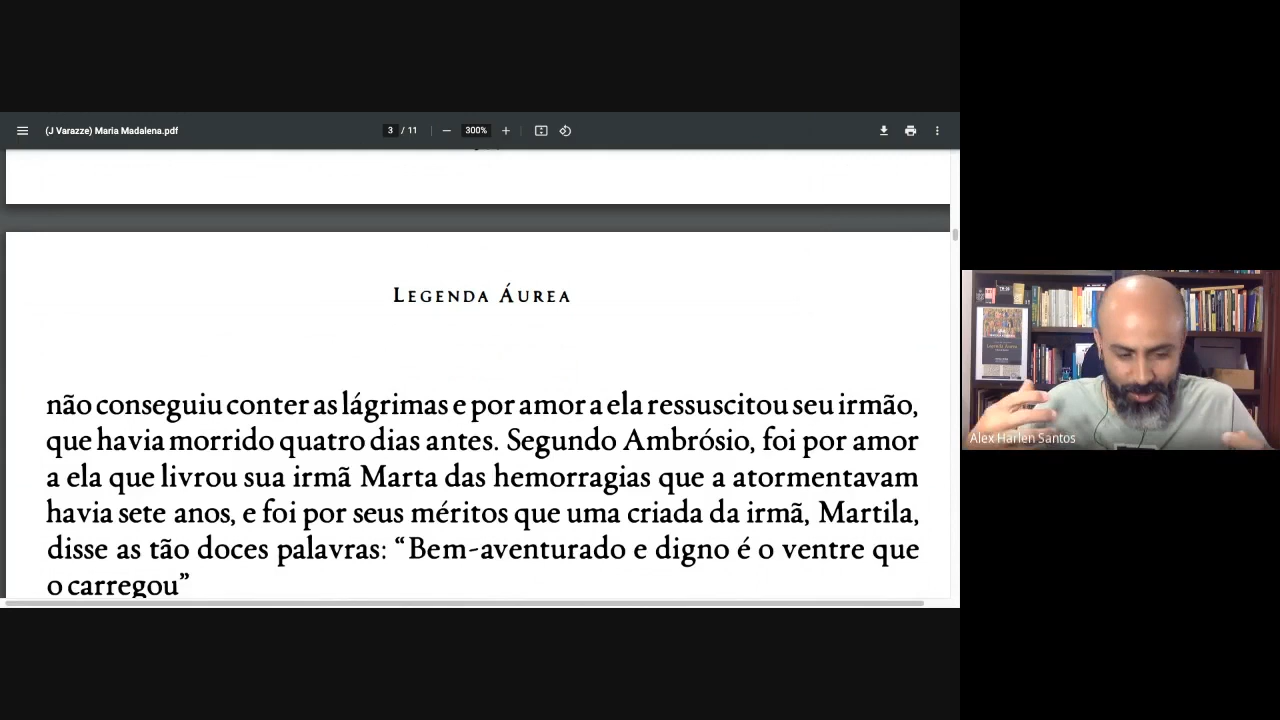 (J Varazze) Maria Madalena.pdf
3 / 11
300%
LEGENDA ÁUREA
não conseguiu conter as lágrimas e por amor a ela ressuscitou seu irmão,
que havia morrido quatro dias antes. Segundo Ambrósio, foi por amor
a ela que livrou sua irmã Marta das hemorragias que a atormentavam
havia sete anos, e foi por seus méritos que uma criada da irmã, Martila,
disse as tão doces palavras: “Bem-aventurado e digno é o ventre que
o carregou”
Legenda Áurea
Alex Harlen Santos